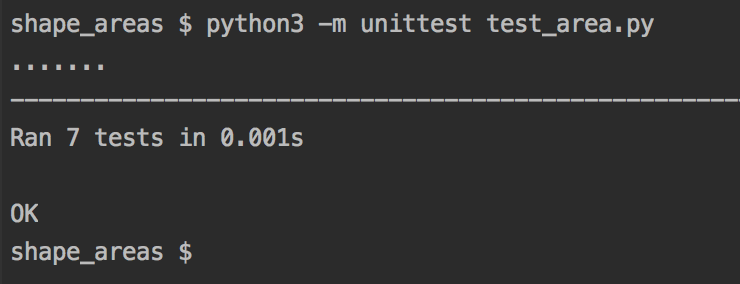 shape_areas $ python3 -m unittest test_area.py
.......
----------------------------------------------------------------------
Ran 7 tests in 0.001s
OK
shape_areas $